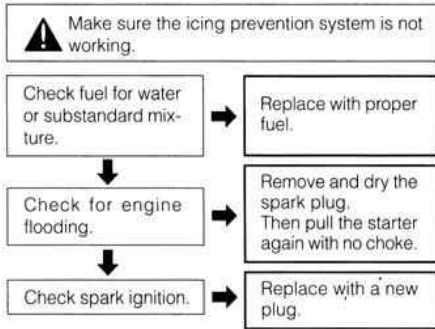 Make sure the icing prevention system is not
working.
Check fuel for water
or substandard mix-
ture.
Replace with proper
fuel.
Check for engine
flooding.
Remove and dry the
spark plug.
Then pull the starter
again with no choke.
Check spark ignition.
Replace with a new
plug.